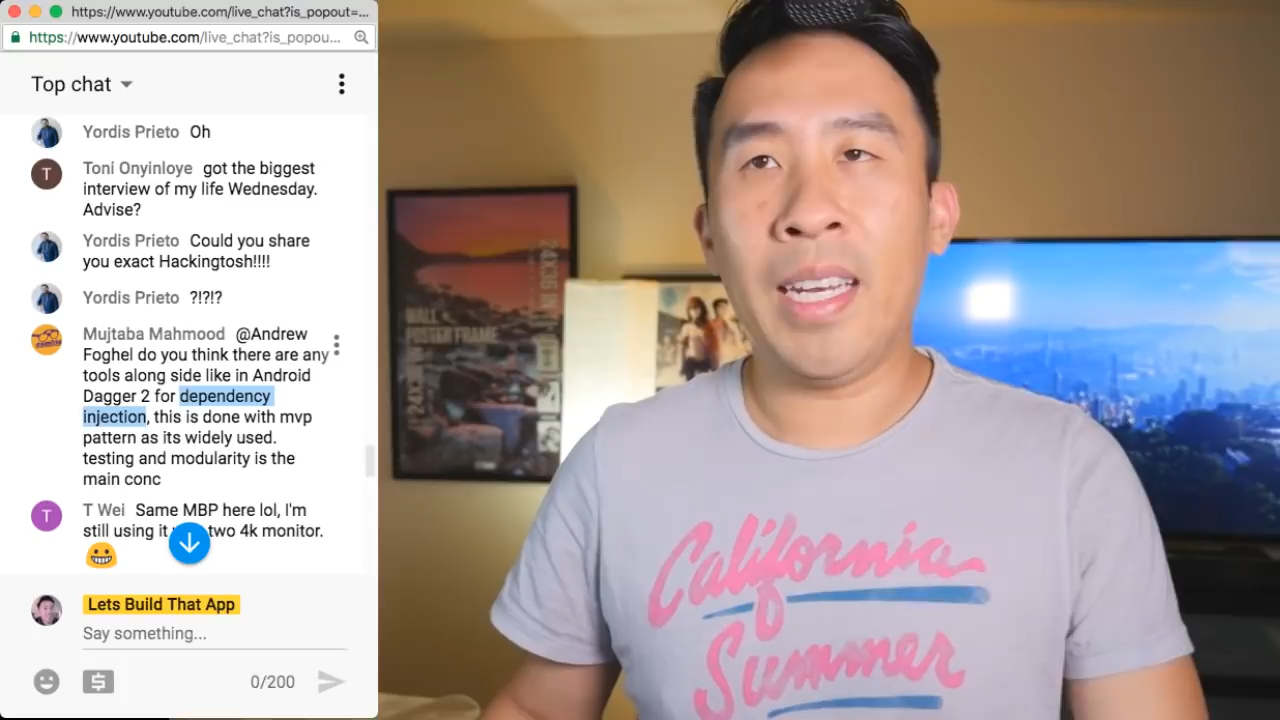 https://www.youtube.com/live_chat?is_popout=...
https://www.youtube.com/live_chat?is_popou...
Top chat
Yordis Prieto Oh
Toni Onyinloye got the biggest
interview of my life Wednesday.
Advise?
Yordis Prieto Could you share
you exact Hackingtosh!!!!
Yordis Prieto ?!?!?
Mujtaba Mahmood @Andrew
Foghel do you think there are any
tools along side like in Android
Dagger 2 for dependency
injection, this is done with mvp
pattern as its widely used.
testing and modularity is the
main conc
T Wei Same MBP here lol, I'm
still using it two 4k monitor.
Lets Build That App
Say something...
0/200
WALL
POSTER FRAME
24X36 IN
California
Summer